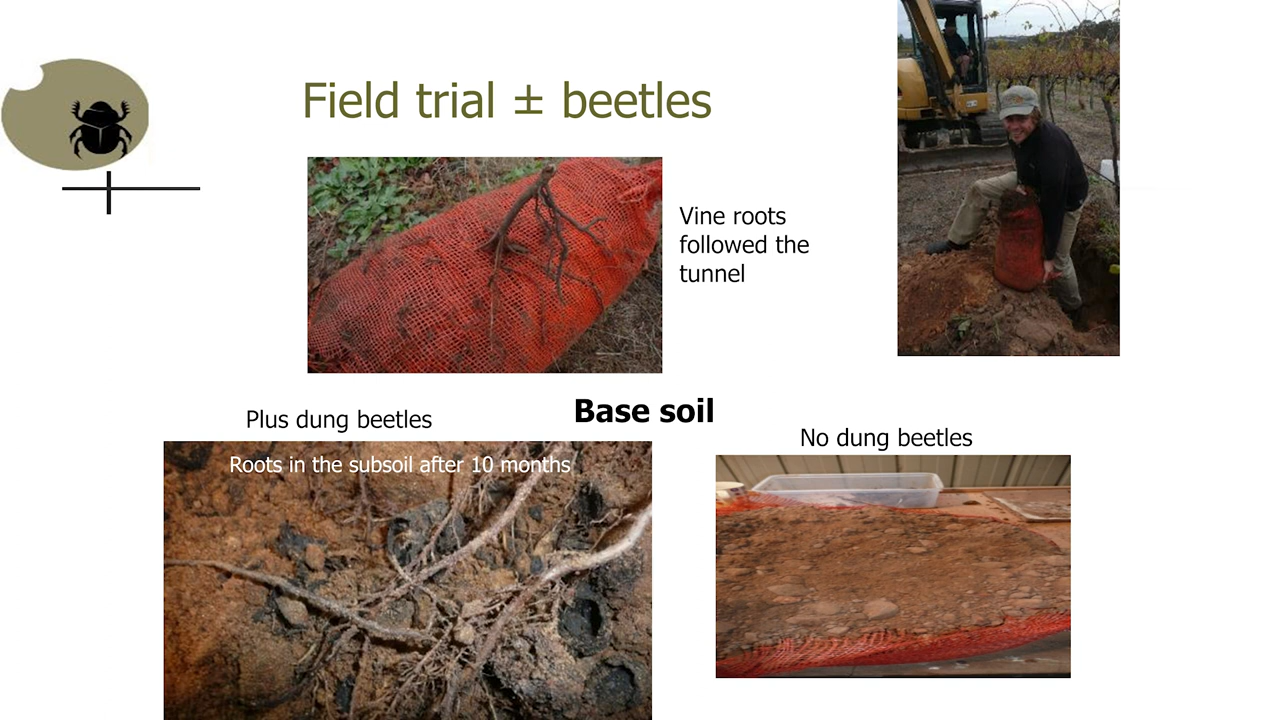 Field trial ± beetles
Vine roots
followed the
tunnel
Base soil
Plus dung beetles
No dung beetles
Roots in the subsoil after 10 months